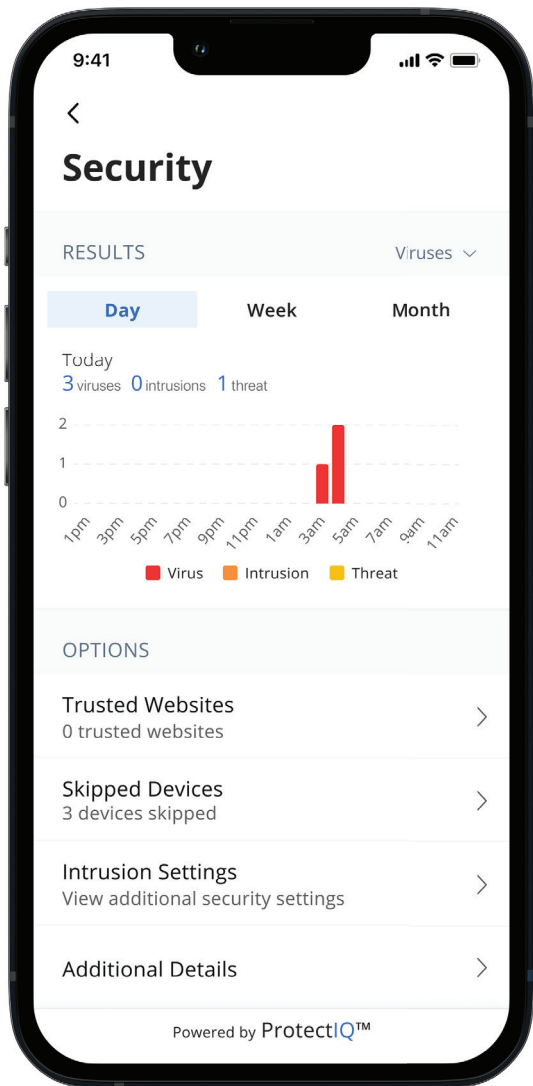 9:41
Security
RESULTS
Viruses
Day Week Month
Today
3 viruses 0 intrusions 1 threat
2
1
0
1pm 3pm 5pm 7pm 9pm 11pm 1am 3am 5am 7am 9am 11am
Virus Intrusion Threat
OPTIONS
Trusted Websites
0 trusted websites
Skipped Devices
3 devices skipped
Intrusion Settings
View additional security settings
Additional Details
Powered by ProtectIQ™